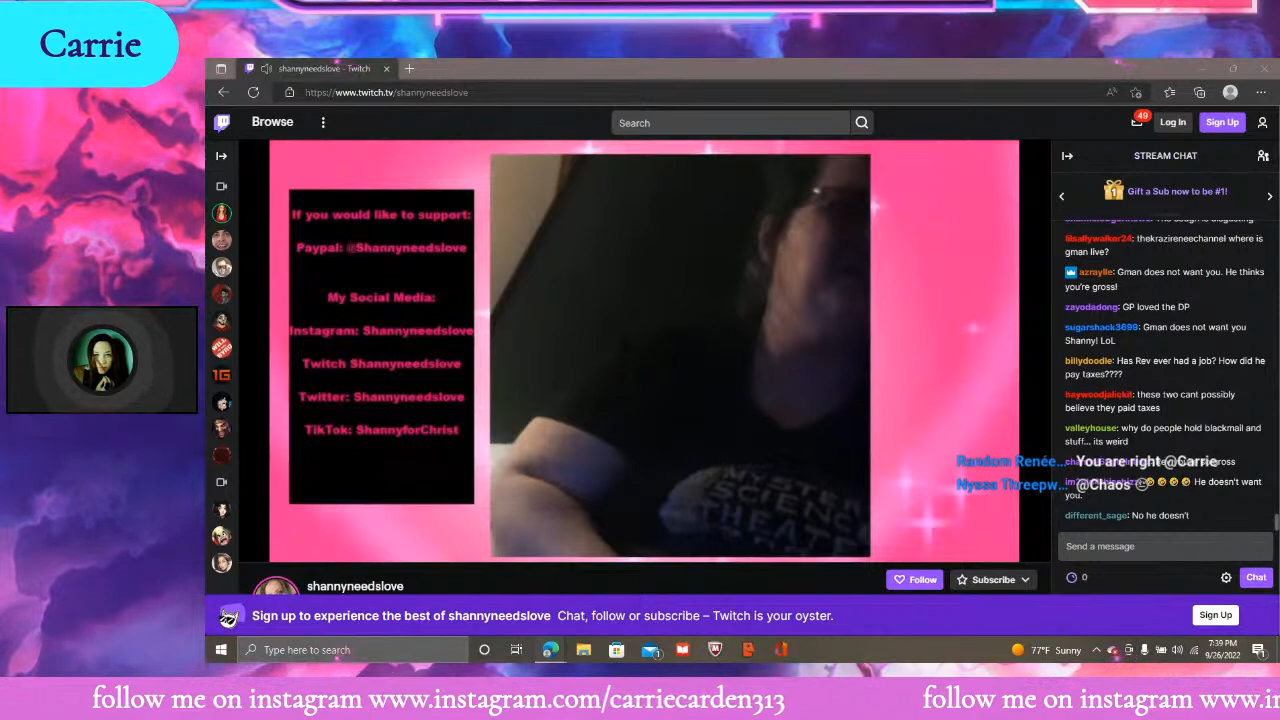 Carrie
shannyneedslove - Twitch
https://www.twitch.tv/shannyneedslove
Browse
Search
49
Log In
Sign Up
STREAM CHAT
Gift a Sub now to be #1!
If you would like to support:
Paypal: @Shannyneedslove
My Social Media:
Instagram: Shannyneedslove
Twitch Shannyneedslove
Twitter: Shannyneedslove
TikTok: ShannyforChrist
lilsallywalker24: thekrazireneechannel where is
gman live?
azraylle: Gman does not want you. He thinks
you're gross!
zayodadong: GP loved the DP
sugarshack3699: Gman does not want you
Shanny! LoL
billydoodle: Has Rev ever had a job? How did he
pay taxes????
haywoodjalickit: these two cant possibly
believe they paid taxes
valleyhouse: why do people hold blackmail and
stuff... its weird
Random Renée... You are right @Carrie
Nyssa Threepw... @Chaos
He doesn't want
you.
different_sage: No he doesn't
Send a message
0
Chat
shannyneedslove
Follow
Subscribe
Sign up to experience the best of shannyneedslove Chat, follow or subscribe – Twitch is your oyster.
Sign Up
Type here to search
77°F Sunny
7:39 PM
9/26/2022
follow me on instagram www.instagram.com/carriecarden313
follow me on instagram www.in